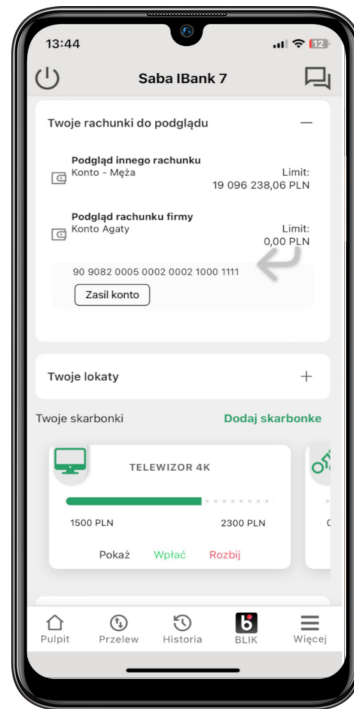 13:44
12
Saba IBank 7
Twoje rachunki do podglądu
Podgląd innego rachunku
Konto - Męża
Limit:
19 096 238,06 PLN
Podgląd rachunku firmy
Konto Agaty
Limit:
0,00 PLN
90 9082 0005 0002 0002 1000 1111
Zasil konto
Twoje lokaty
Twoje skarbonki
Dodaj skarbonke
TELEWIZOR 4K
1500 PLN
2300 PLN
Pokaż Wpłać Rozbij
Pulpit Przelew Historia BLIK Więcej